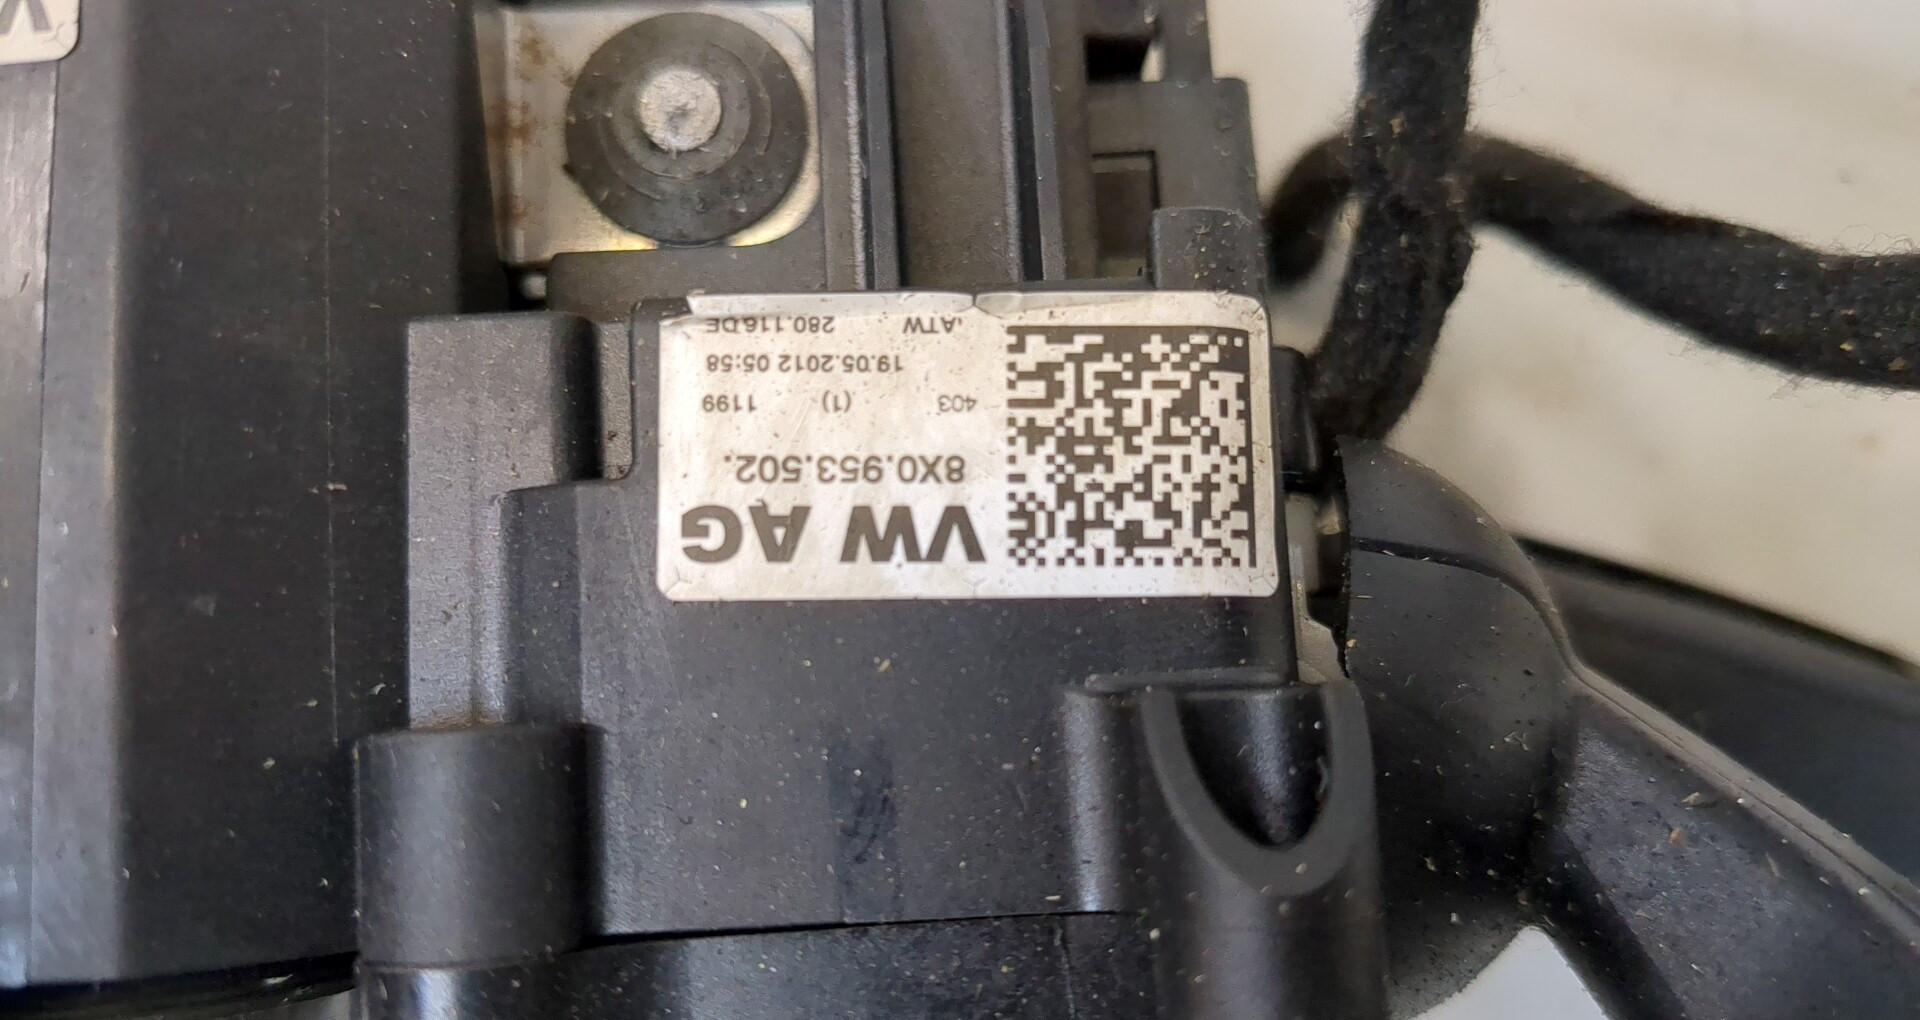 VW AG
8X0.953.502.
403 (1) 1199
19.05.2012 05:58
.ATW 280.116.DE